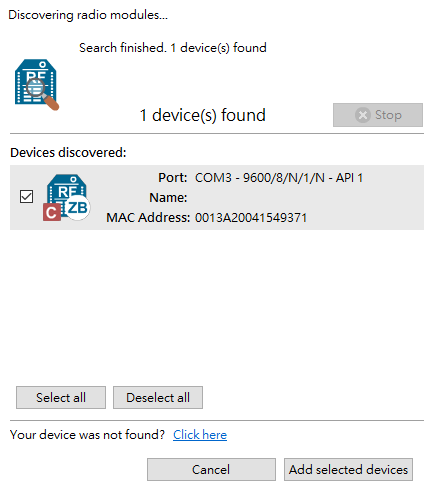 Discovering radio modules...
Search finished. 1 device(s) found
RF
1 device(s) found
Stop
Devices discovered:
RF
C
ZB
Port: COM3 - 9600/8/N/1/N - API 1
Name:
MAC Address: 0013A20041549371
Select all
Deselect all
Your device was not found? Click here
Cancel
Add selected devices